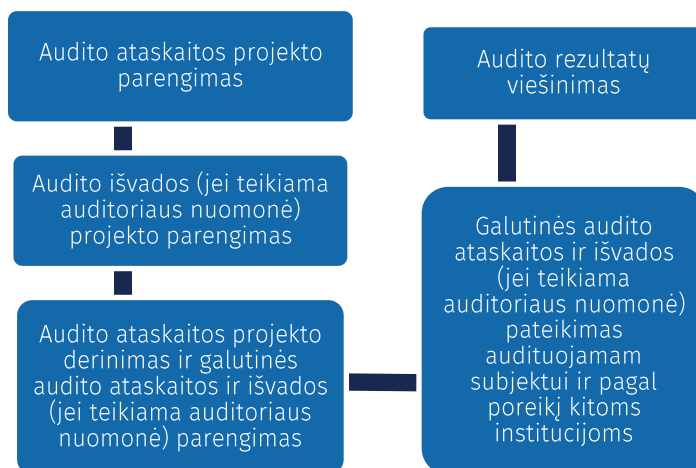 Audito ataskaitos projekto
parengimas
Audito išvados (jei teikiama
auditoriaus nuomonė)
projekto parengimas
Audito ataskaitos projekto
derinimas ir galutinės
audito ataskaitos ir išvados
(jei teikiama auditoriaus
nuomonė) parengimas
Galutinės audito
ataskaitos ir išvados
(jei teikiama
auditoriaus nuomonė)
pateikimas
audituojamam
subjektui ir pagal
poreikį kitoms
institucijoms
Audito rezultatų
viešinimas